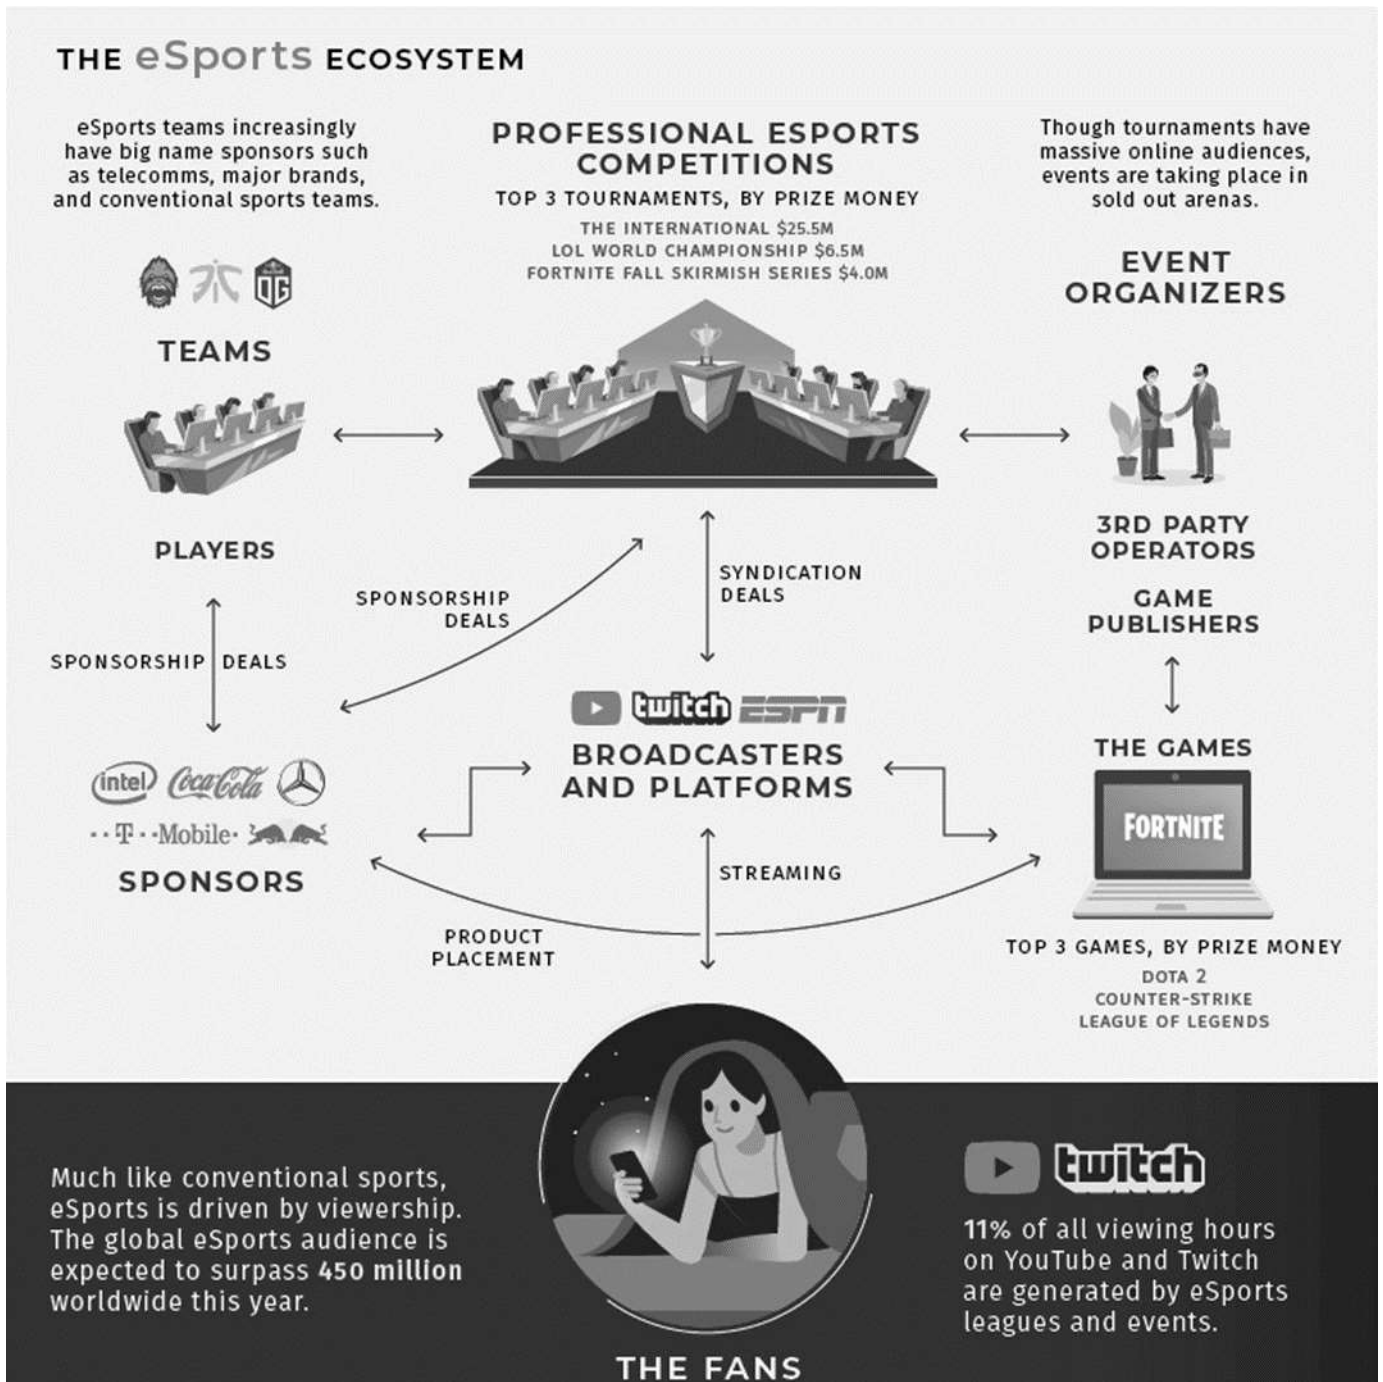 THE eSports ECOSYSTEM
eSports teams increasingly
have big name sponsors such
as telecomms, major brands,
and conventional sports teams.
OG
TEAMS
PLAYERS
PROFESSIONAL ESPORTS
COMPETITIONS
TOP 3 TOURNAMENTS, BY PRIZE MONEY
THE INTERNATIONAL $25.5M
LOL WORLD CHAMPIONSHIP $6.5M
FORTNITE FALL SKIRMISH SERIES $4.0M
Though tournaments have
massive online audiences,
events are taking place in
sold out arenas.
EVENT
ORGANIZERS
3RD PARTY
OPERATORS
GAME
PUBLISHERS
SPONSORSHIP
DEALS
SYNDICATION
DEALS
SPONSORSHIP DEALS
intel Coca-Cola
T Mobile
SPONSORS
twitch ESPN
BROADCASTERS
AND PLATFORMS
STREAMING
PRODUCT
PLACEMENT
THE GAMES
FORTNITE
TOP 3 GAMES, BY PRIZE MONEY
DOTA 2
COUNTER-STRIKE
LEAGUE OF LEGENDS
Much like conventional sports,
eSports is driven by viewership.
The global eSports audience is
expected to surpass 450 million
worldwide this year.
THE FANS
twitch
11% of all viewing hours
on YouTube and Twitch
are generated by eSports
leagues and events.